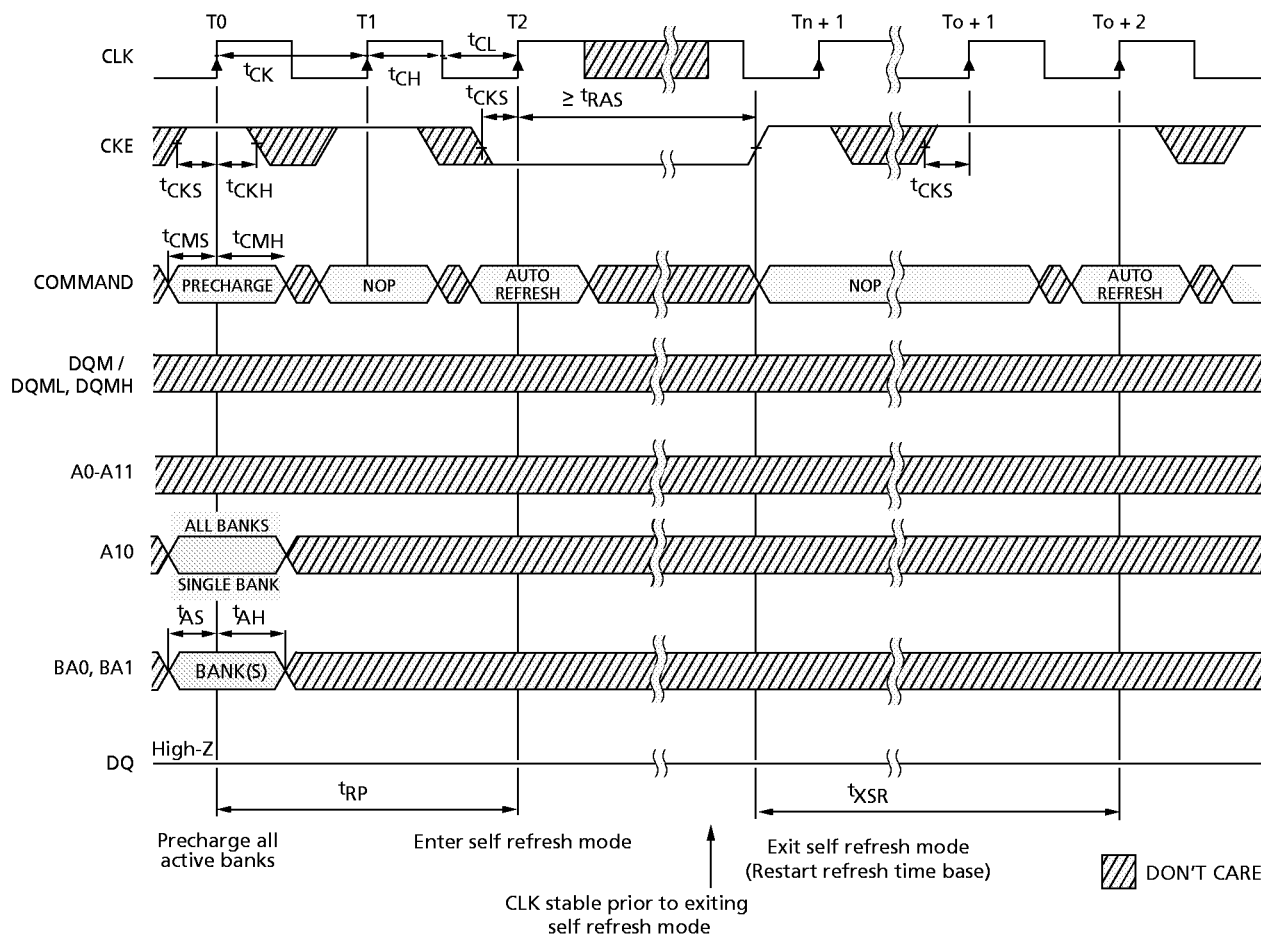 T0 T1 T2 Tn + 1 To + 1 To + 2
CLK
tCK tCH tCL
tCKS ≥ tRAS
CKE
tCKS tCKH tCKS
tCMS tCMH
COMMAND PRECHARGE NOP AUTO REFRESH NOP AUTO REFRESH
DQM /
DQML, DQMH
A0-A11
ALL BANKS
A10
SINGLE BANK
tAS tAH
BA0, BA1 BANK(S)
High-Z
DQ
tRP tXSR
Precharge all
active banks
Enter self refresh mode
Exit self refresh mode
(Restart refresh time base)
DON'T CARE
CLK stable prior to exiting
self refresh mode